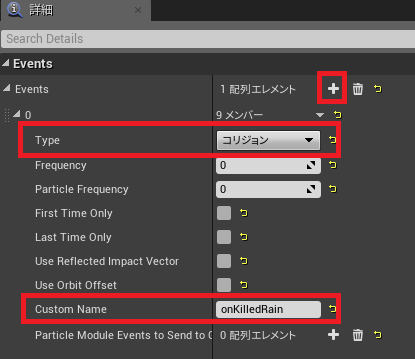 詳細
Search Details
Events
Events 1 配列エレメント
0 9 メンバー
Type コリジョン
Frequency 0
Particle Frequency 0
First Time Only
Last Time Only
Use Reflected Impact Vector
Use Orbit Offset
Custom Name onKilledRain
Particle Module Events to Send to 0 配列エレメント